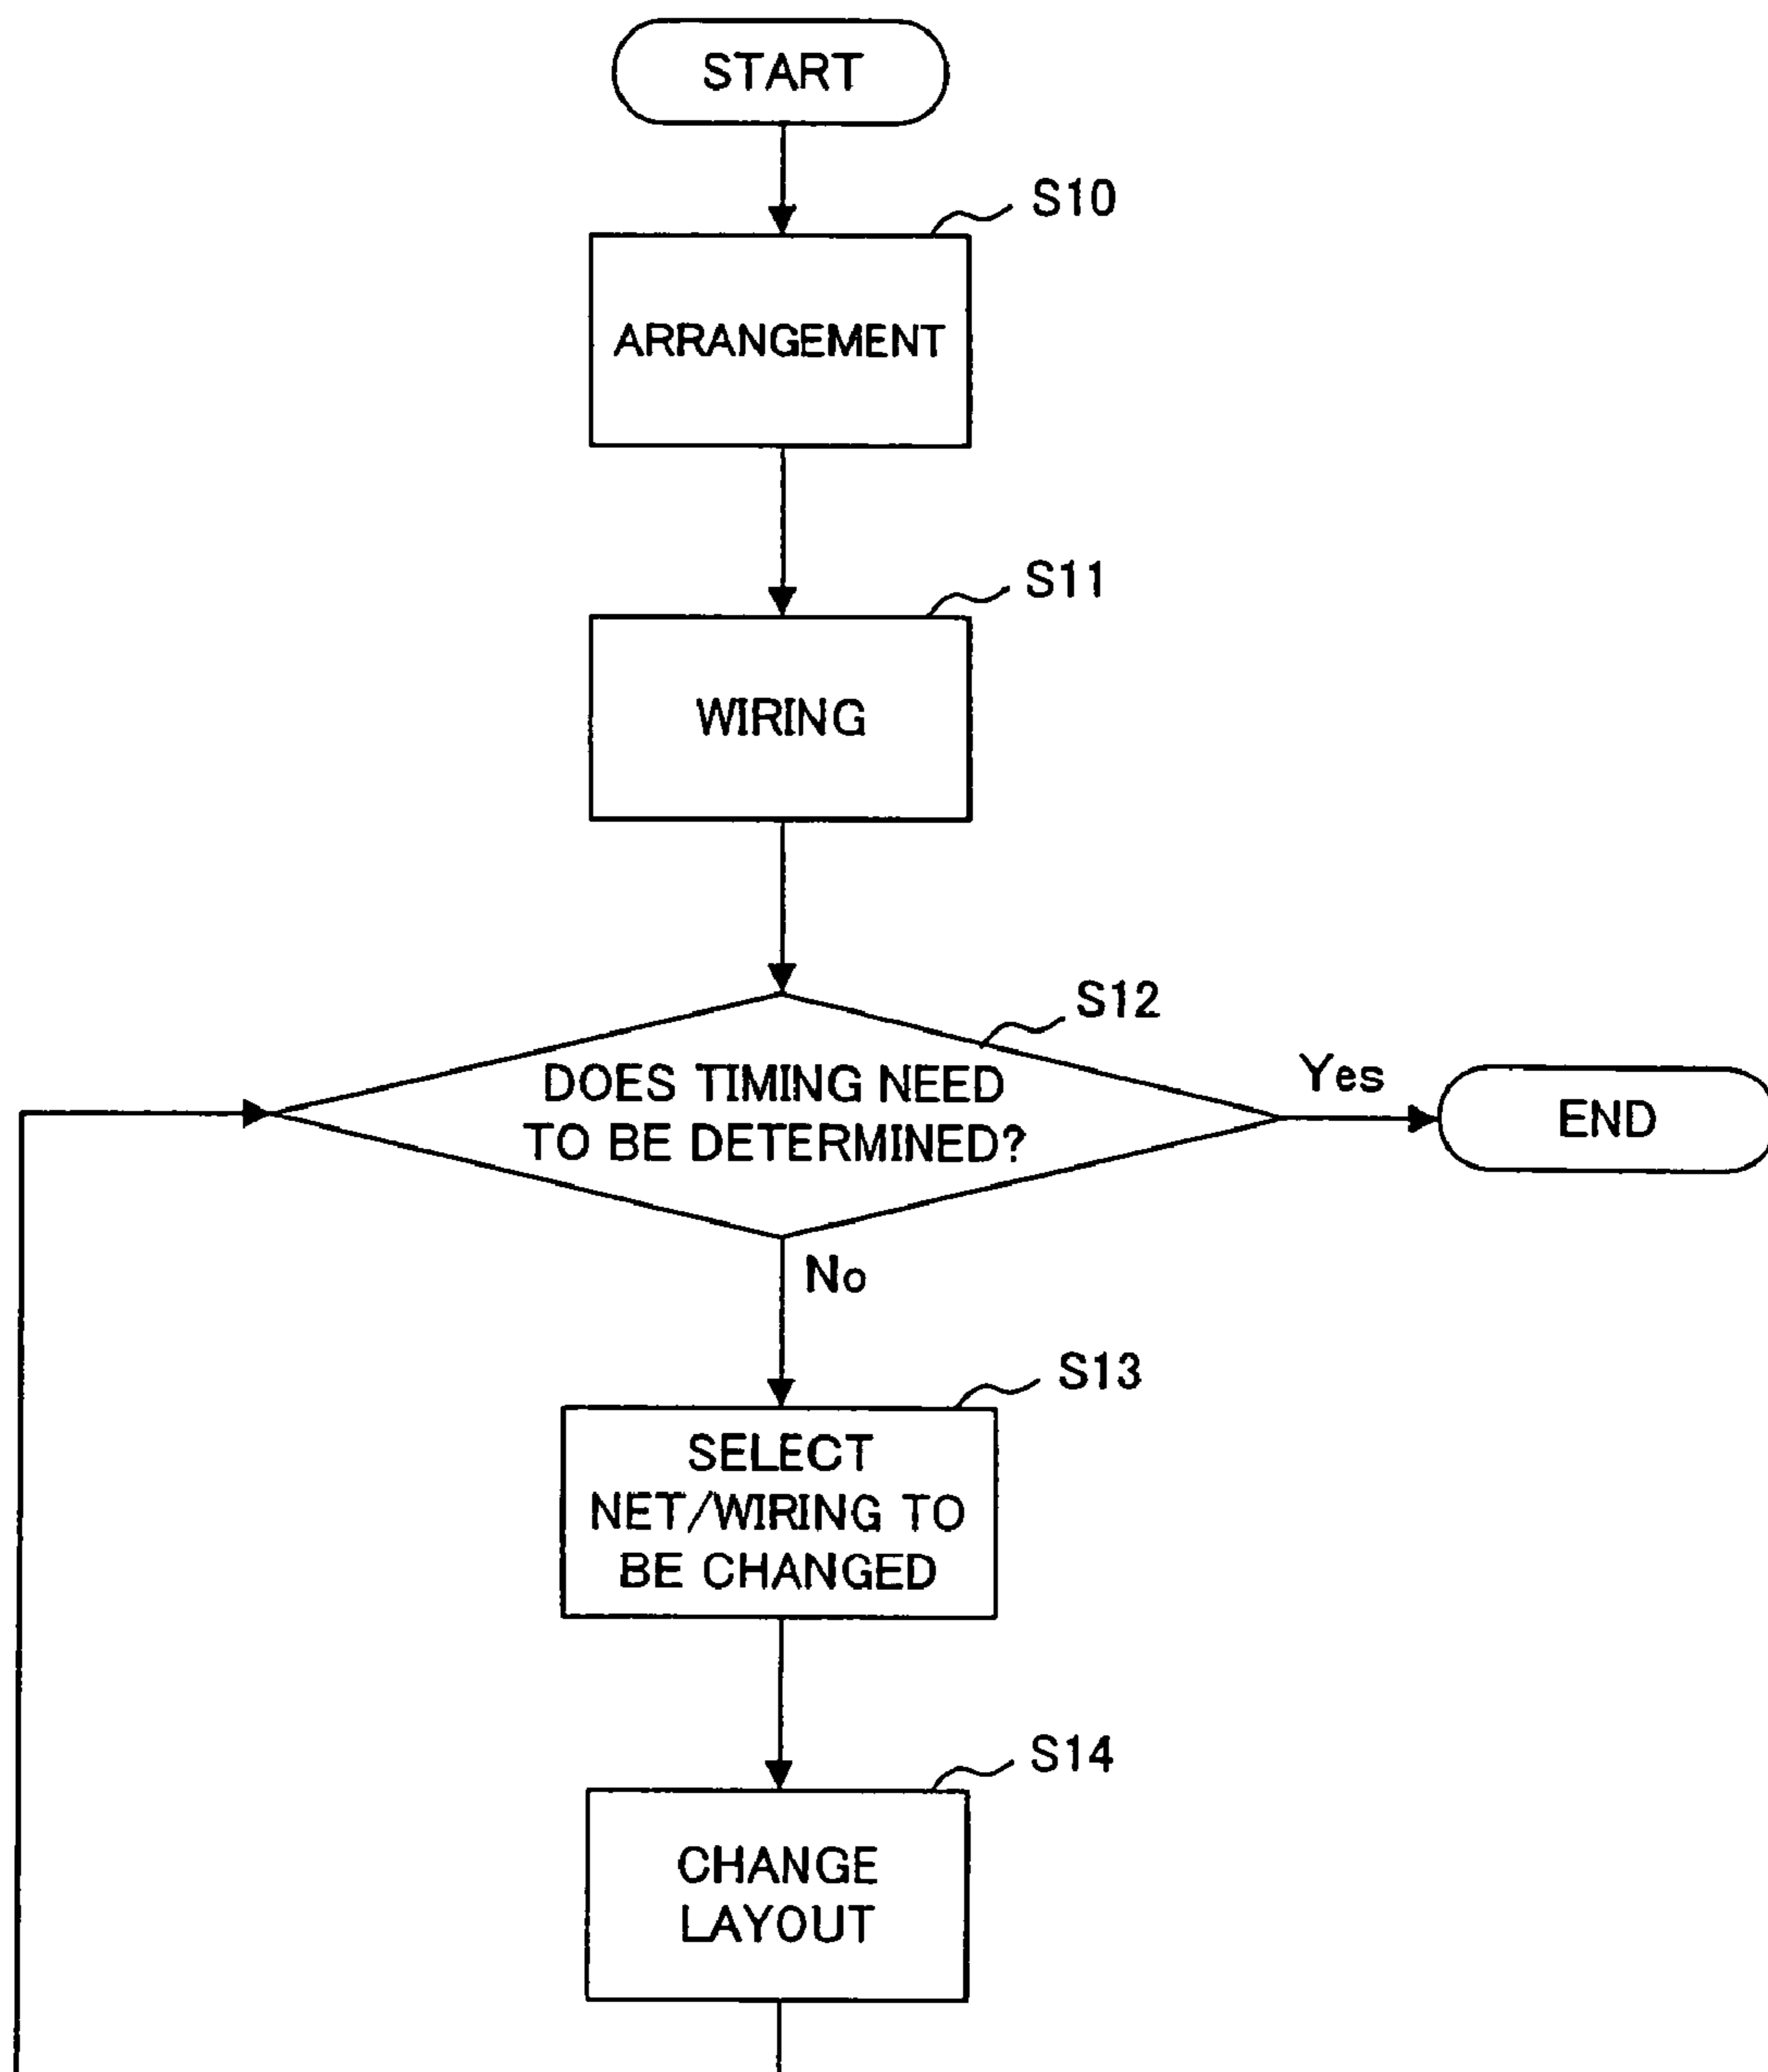 START
S10
ARRANGEMENT
S11
WIRING
S12
DOES TIMING NEED
TO BE DETERMINED?
Yes
END
No
S13
SELECT
NET/WIRING TO
BE CHANGED
S14
CHANGE
LAYOUT